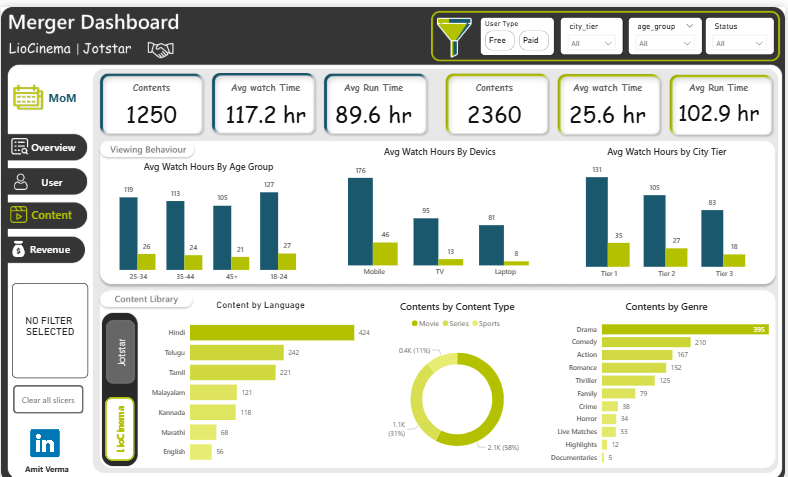 Merger Dashboard
LioCinema | Jotstar
User Type
Free Paid
city_tier
All
age_group
All
Status
All
MoM
Overview
User
Content
Revenue
NO FILTER
SELECTED
Clear all slicers
in
Amit Verma
Contents
1250
Avg watch Time
117.2 hr
Avg Run Time
89.6 hr
Contents
2360
Avg watch Time
25.6 hr
Avg Run Time
102.9 hr
Viewing Behaviour
Avg Watch Hours By Age Group
119 26 113 24 105 21 127 27
25-34 35-44 45+ 18-24
Avg Watch Hours By Devics
176 46 95 13 81 8
Mobile TV Laptop
Avg Watch Hours by City Tier
131 35 105 27 83 18
Tier 1 Tier 2 Tier 3
Content Library
Jotstar
LioCinema
Content by Language
Hindi 424
Telugu 242
Tamil 221
Malayalam 121
Kannada 118
Marathi 68
English 56
Contents by Content Type
Movie Series Sports
0.4K (11%)
1.1K
(31%)
2.1K (58%)
Contents by Genre
Drama 395
Comedy 210
Action 167
Romance 152
Thriller 125
Family 79
Crime 38
Horror 34
Live Matches 33
Highlights 12
Documentaries 5